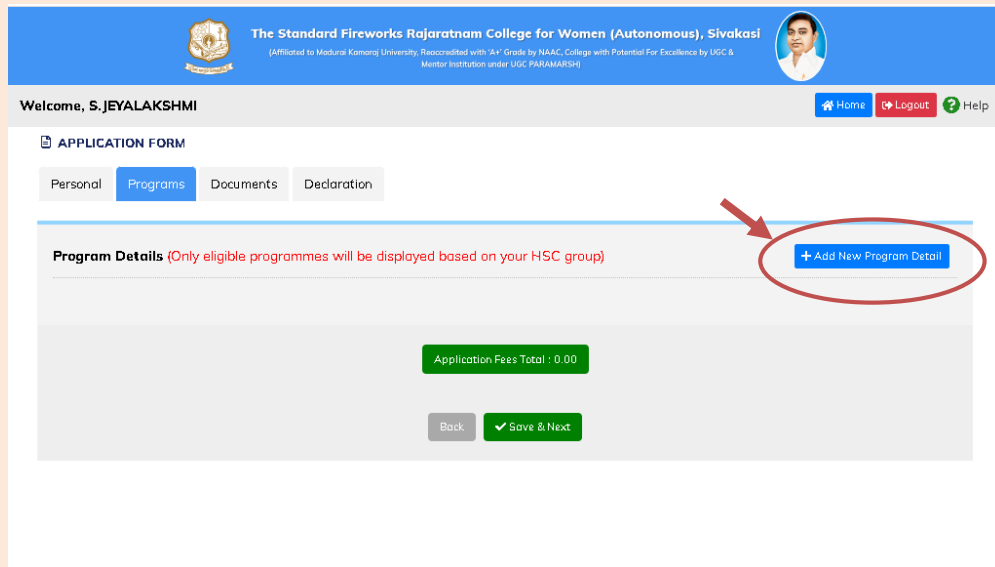 The Standard Fireworks Rajaratnam College for Women (Autonomous), Sivakasi
(Affiliated to Madurai Kamaraj University, Reaccredited with 'A+' Grade by NAAC, College with Potential For Excellence by UGC &
Mentor Institution under UGC PARAMARSH)
Welcome, S.JEYALAKSHMI
Home Logout ? Help
APPLICATION FORM
Personal Programs Documents Declaration
Program Details (Only eligible programmes will be displayed based on your HSC group)
+ Add New Program Detail
Application Fees Total : 0.00
Back Save & Next